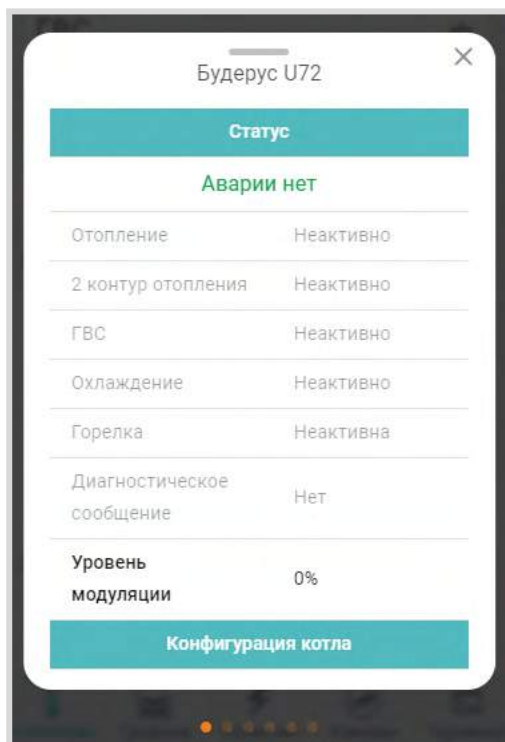 ГВС
Будерус U72
Статус
Аварии нет
Отопление Неактивно
2 контур отопления Неактивно
ГВС Неактивно
Охлаждение Неактивно
Горелка Неактивна
Диагностическое
сообщение Нет
Уровень
модуляции 0%
Конфигурация котла